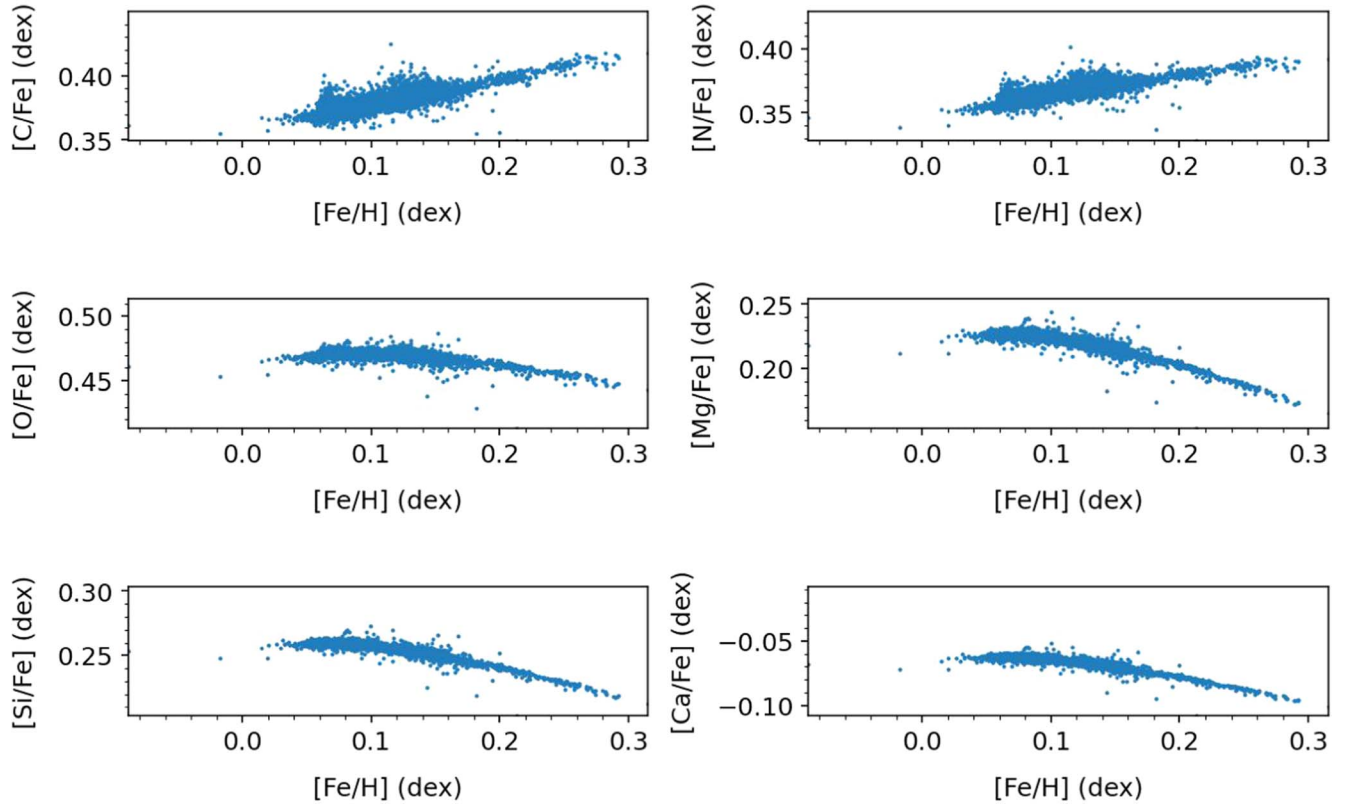 [C/Fe] (dex)
0.40
0.35
0.0 0.1 0.2 0.3
[Fe/H] (dex)
[N/Fe] (dex)
0.40
0.35
0.0 0.1 0.2 0.3
[Fe/H] (dex)
[O/Fe] (dex)
0.50
0.45
0.0 0.1 0.2 0.3
[Fe/H] (dex)
[Mg/Fe] (dex)
0.25
0.20
0.0 0.1 0.2 0.3
[Fe/H] (dex)
[Si/Fe] (dex)
0.30
0.25
0.0 0.1 0.2 0.3
[Fe/H] (dex)
[Ca/Fe] (dex)
−0.05
−0.10
0.0 0.1 0.2 0.3
[Fe/H] (dex)